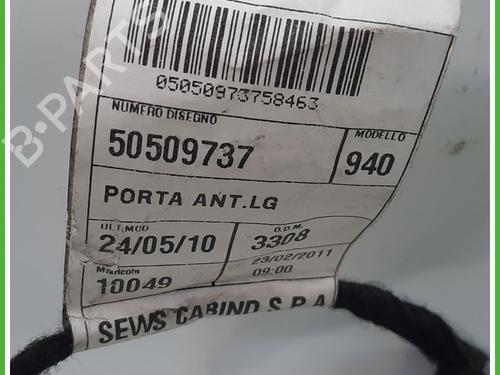 B-PARTS
05050973758463
NUMERO DISEGNO
MODELLO
50509737
940
PORTA ANT.LG
ULT.MOD
O.D.M.
24/05/10
3308
23/02/2011
Matricola
10049
09:00
SEWS CABIND S.P.A